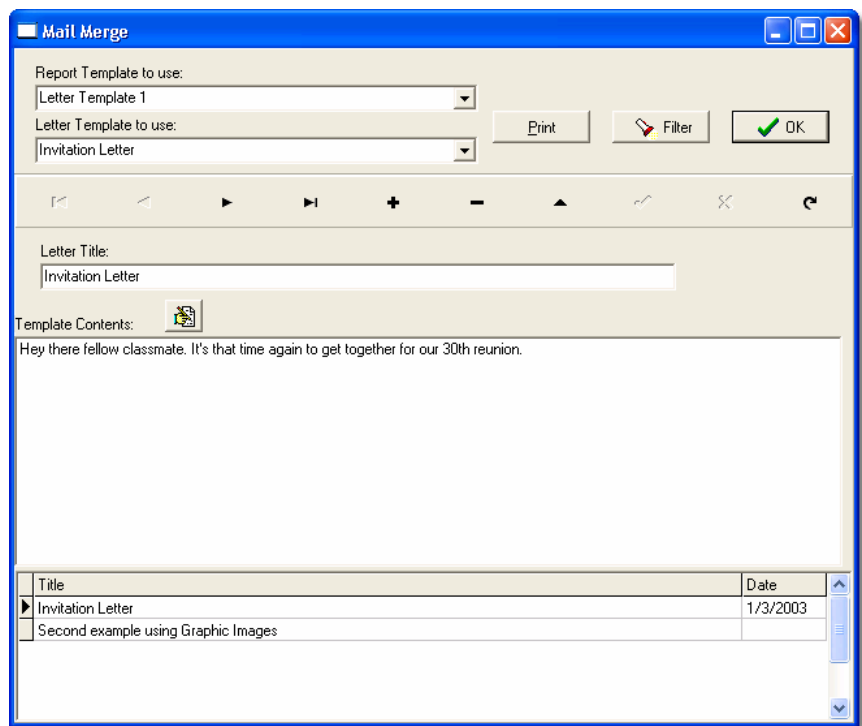 Mail Merge
Report Template to use:
Letter Template 1
Letter Template to use:
Invitation Letter
Print
Filter
OK
Letter Title:
Invitation Letter
Template Contents:
Hey there fellow classmate. It's that time again to get together for our 30th reunion.
Title Date
Invitation Letter 1/3/2003
Second example using Graphic Images